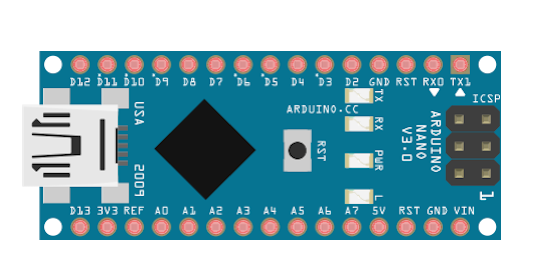 D12 D11 D10 D9 D8 D7 D6 D5 D4 D3 D2 GND RST RX0 TX1
ICSP
TX
ARDUINO.CC
RX
USA
RST
PWR
ARDUINO
NANO
V3.0
2009
L
1
D13 3V3 REF A0 A1 A2 A3 A4 A5 A6 A7 5V RST GND VIN